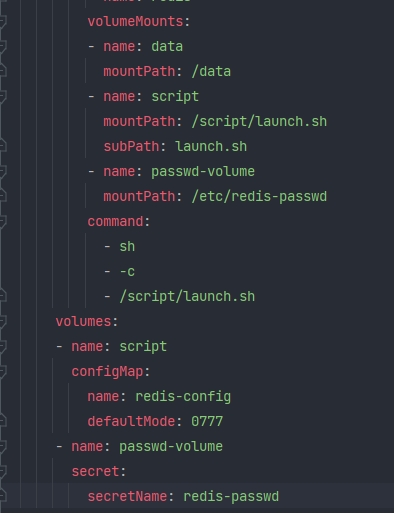 volumeMounts:
- name: data
mountPath: /data
- name: script
mountPath: /script/launch.sh
subPath: launch.sh
- name: passwd-volume
mountPath: /etc/redis-passwd
command:
- sh
- -c
- /script/launch.sh
volumes:
- name: script
configMap:
name: redis-config
defaultMode: 0777
- name: passwd-volume
secret:
secretName: redis-passwd